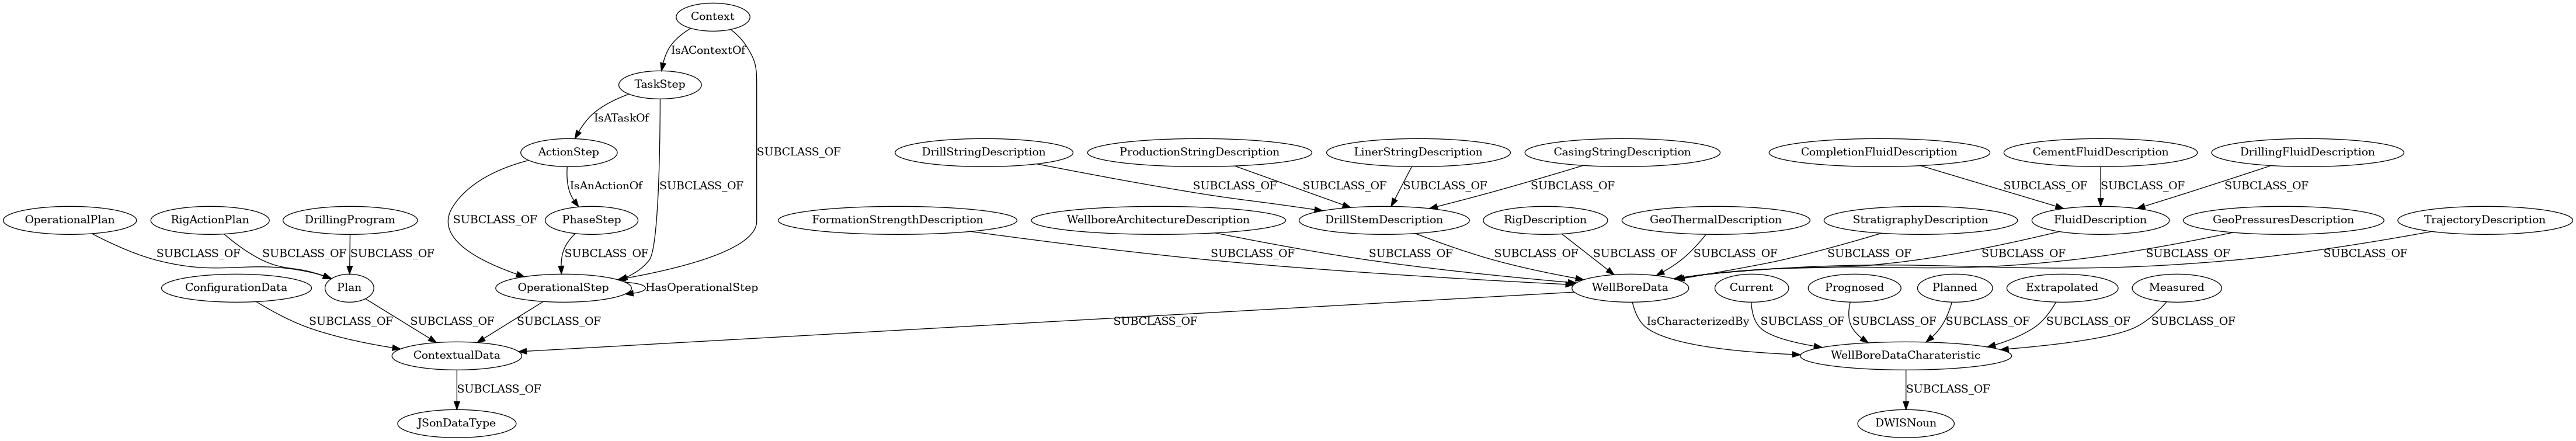 Context
IsAContextOf
TaskStep
IsATaskOf
ActionStep
SUBCLASS_OF
DrillStringDescription
ProductionStringDescription
LinerStringDescription
CasingStringDescription
CompletionFluidDescription
CementFluidDescription
DrillingFluidDescription
SUBCLASS_OF
IsAnActionOf
SUBCLASS_OF
SUBCLASS_OF
SUBCLASS_OF
SUBCLASS_OF
SUBCLASS_OF
SUBCLASS_OF
SUBCLASS_OF
OperationalPlan
RigActionPlan
DrillingProgram
SUBCLASS_OF
PhaseStep
FormationStrengthDescription
WellboreArchitectureDescription
DrillStemDescription
RigDescription
GeoThermalDescription
StratigraphyDescription
FluidDescription
GeoPressuresDescription
TrajectoryDescription
SUBCLASS_OF
SUBCLASS_OF
SUBCLASS_OF
SUBCLASS_OF
SUBCLASS_OF
SUBCLASS_OF
SUBCLASS_OF
SUBCLASS_OF
SUBCLASS_OF
SUBCLASS_OF
SUBCLASS_OF
SUBCLASS_OF
SUBCLASS_OF
ConfigurationData
Plan
OperationalStep
HasOperationalStep
WellBoreData
Current
Prognosed
Planned
Extrapolated
Measured
SUBCLASS_OF
SUBCLASS_OF
SUBCLASS_OF
SUBCLASS_OF
IsCharacterizedBy
SUBCLASS_OF
SUBCLASS_OF
SUBCLASS_OF
SUBCLASS_OF
SUBCLASS_OF
ContextualData
WellBoreDataCharateristic
SUBCLASS_OF
SUBCLASS_OF
JSonDataType
DWISNoun